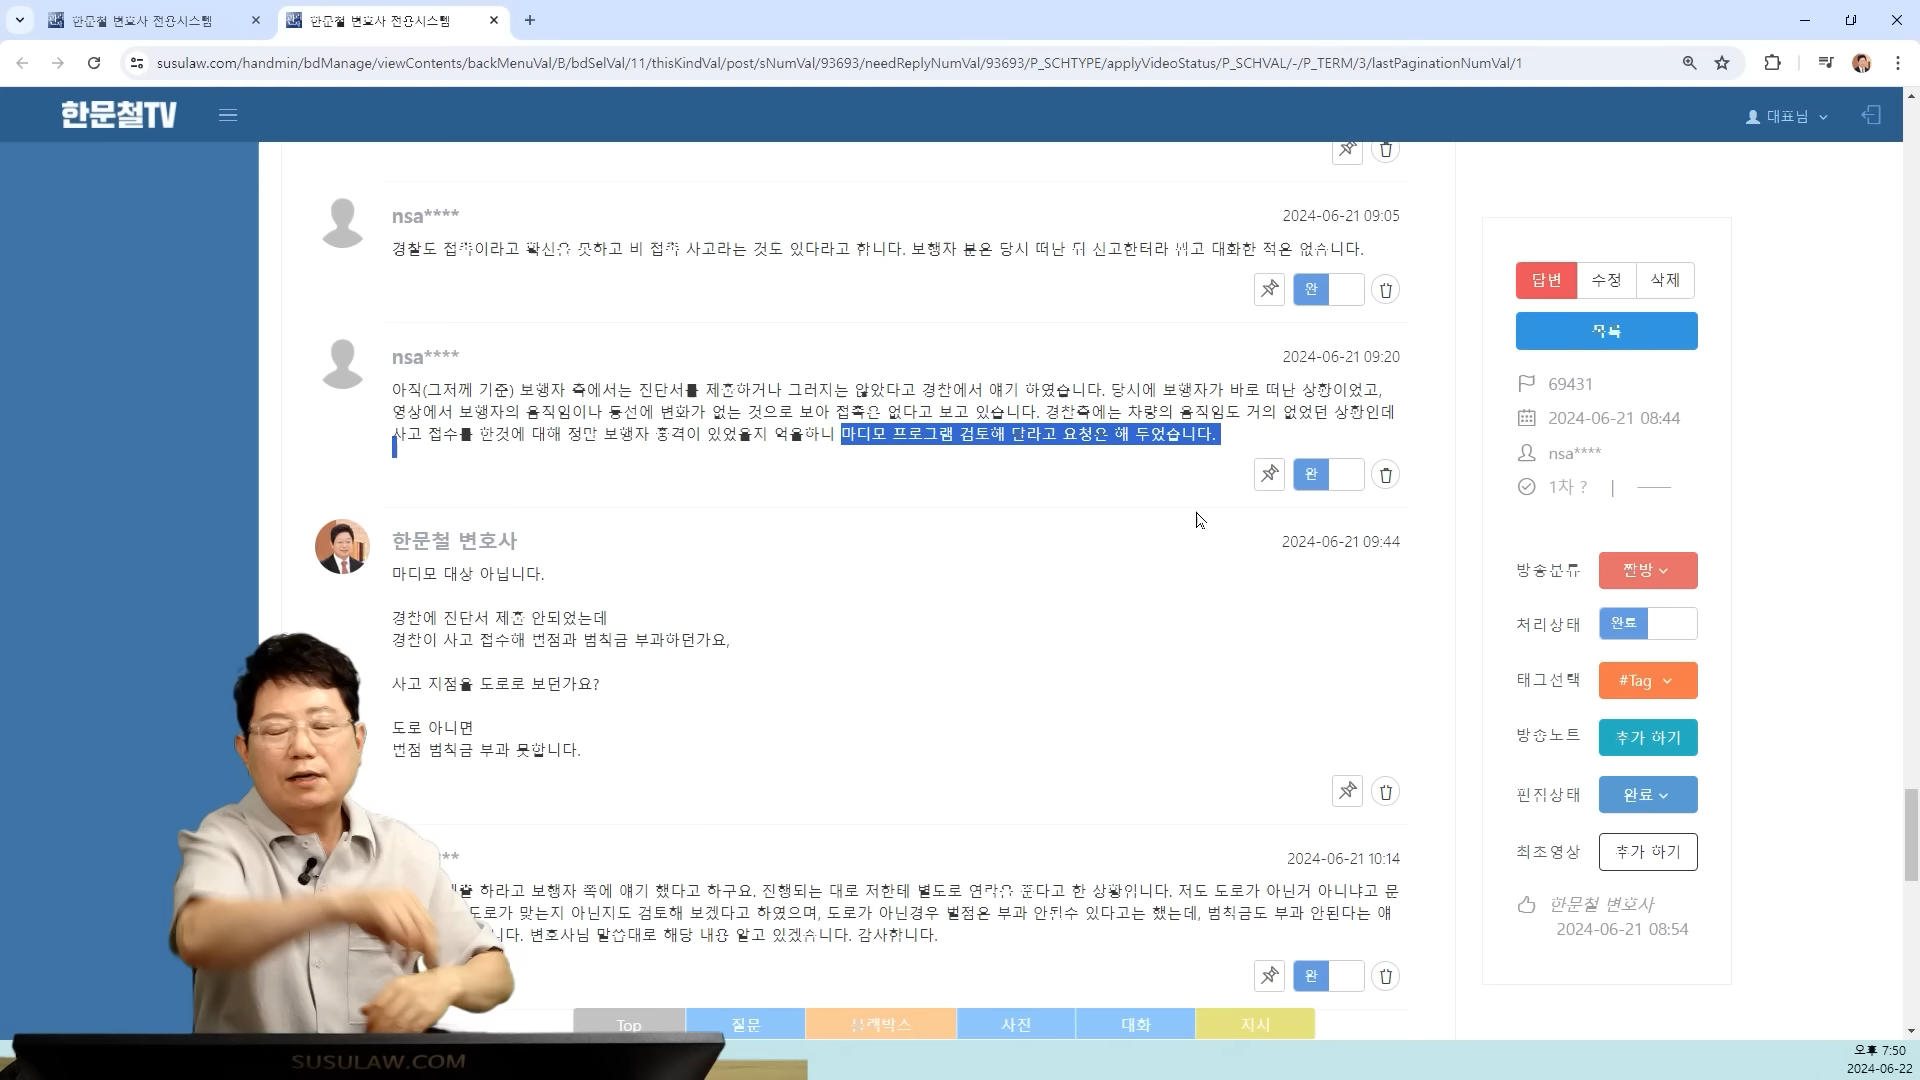 한문철 변호사 전용시스템
한문철 변호사 전용시스템
susulaw.com/handmin/bdManage/viewContents/backMenuVal/B/bdSelVal/11/thisKindVal/post/sNumVal/93693/needReplyNumVal/93693/P_SCHTYPE/applyVideoStatus/P_SCHVAL/-/P_TERM/3/lastPaginationNumVal/1
한문철TV
대표님
nsa****
2024-06-21 09:05
경찰도 접촉이라고 확신은 못하고 비 접촉 사고라는 것도 있다라고 합니다. 보행자 분은 당시 떠난 뒤 신고한터라 뵙고 대화한 적은 없습니다.
완
nsa****
2024-06-21 09:20
아직(그저께 기준) 보행자 측에서는 진단서를 제출하거나 그러지는 않았다고 경찰에서 얘기 하였습니다. 당시에 보행자가 바로 떠난 상황이었고,
영상에서 보행자의 움직임이나 동선에 변화가 없는 것으로 보아 접촉은 없다고 보고 있습니다. 경찰측에는 차량의 움직임도 거의 없었던 상황인데
사고 접수를 한것에 대해 정말 보행자 충격이 있었을지 억울하니 마디모 프로그램 검토해 달라고 요청은 해 두었습니다.
완
한문철 변호사
2024-06-21 09:44
마디모 대상 아닙니다.
경찰에 진단서 제출 안되었는데
경찰이 사고 접수해 벌점과 범칙금 부과하던가요,
사고 지점을 도로로 보던가요?
도로 아니면
벌점 범칙금 부과 못합니다.
**
2024-06-21 10:14
하라고 보행자 쪽에 얘기 했다고 하구요. 진행되는 대로 저한테 별도로 연락은 준다고 한 상황입니다. 저도 도로가 아닌거 아니냐고 문
도로가 맞는지 아닌지도 검토해 보겠다고 하였으며, 도로가 아닌경우 벌점은 부과 안될수 있다고는 했는데, 범칙금도 부과 안된다는 얘
니다. 변호사님 말씀대로 해당 내용 알고 있겠습니다. 감사합니다.
완
Top 질문 블랙박스 사진 대화 지시
답변 수정 삭제
목록
69431
2024-06-21 08:44
nsa****
1차 ? |
방송분류 짤방
처리상태 완료
태그선택 #Tag
방송노트 추가 하기
편집상태 완료
최초영상 추가 하기
한문철 변호사
2024-06-21 08:54
SUSULAW.COM
오후 7:50
2024-06-22